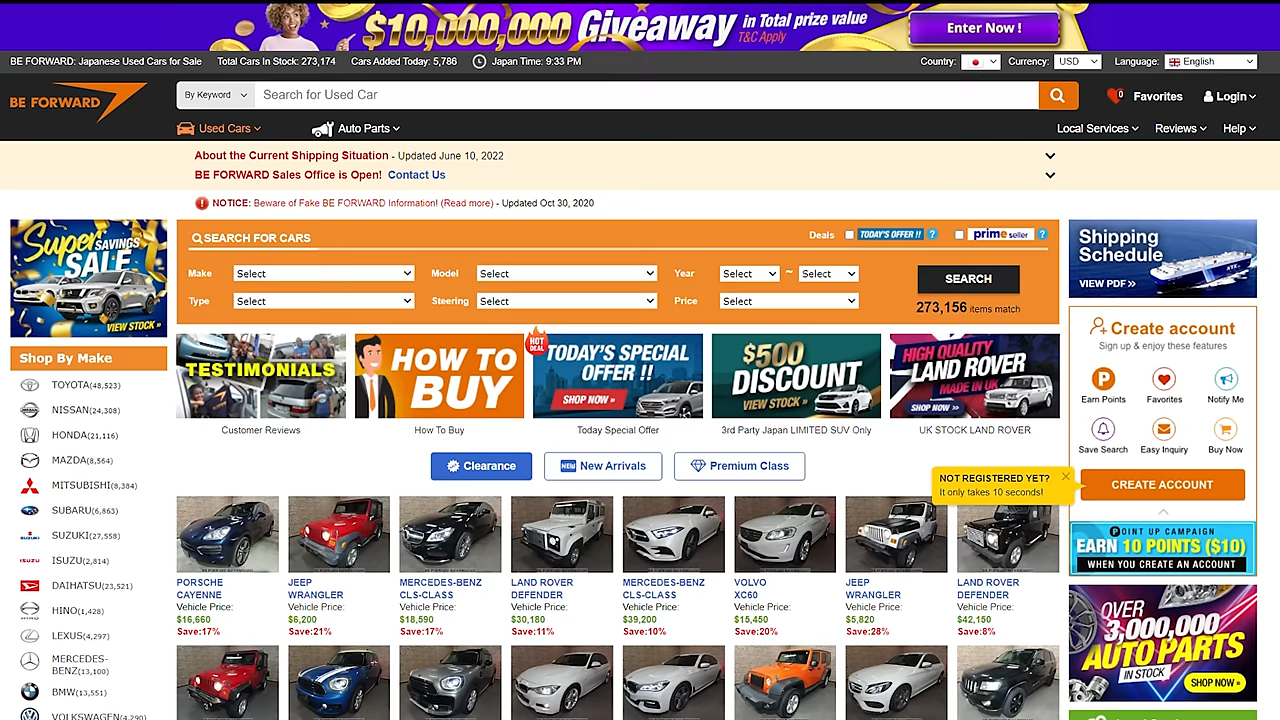 $10,000,000 Giveaway in Total prize value
T&C Apply
Enter Now !
BE FORWARD: Japanese Used Cars for Sale Total Cars In Stock: 273,174 Cars Added Today: 5,786 Japan Time: 9:33 PM Country: Currency: USD Language: English
BE FORWARD
By Keyword Search for Used Car 0 Favorites Login
Used Cars Auto Parts Local Services Reviews Help
About the Current Shipping Situation - Updated June 10, 2022
BE FORWARD Sales Office is Open! Contact Us
NOTICE: Beware of Fake BE FORWARD Information! (Read more) - Updated Oct 30, 2020
Super SAVINGS
SALE
VIEW STOCK »
SEARCH FOR CARS Deals TODAY'S OFFER !! ? prime seller ?
Make Select Model Select Year Select ~ Select SEARCH
Type Select Steering Select Price Select 273,156 items match
Shipping
Schedule
VIEW PDF »
TESTIMONIALS
Customer Reviews
HOW TO
BUY
How To Buy
HOT
DEAL
TODAY'S SPECIAL
OFFER !!
SHOP NOW »
Today Special Offer
$500
DISCOUNT
VIEW STOCK »
3rd Party Japan LIMITED SUV Only
HIGH QUALITY
LAND ROVER
MADE IN UK
SHOP NOW »
UK STOCK LAND ROVER
Create account
Sign up & enjoy these features
P
Earn Points Favorites Notify Me
Save Search Easy Inquiry Buy Now
NOT REGISTERED YET?
It only takes 10 seconds!
CREATE ACCOUNT
POINT UP CAMPAIGN
EARN 10 POINTS ($10)
WHEN YOU CREATE AN ACCOUNT
OVER
3,000,000
AUTO PARTS
IN STOCK
SHOP NOW »
Shop By Make
TOYOTA(48,523)
NISSAN(24,308)
HONDA(21,116)
MAZDA(8,564)
MITSUBISHI(8,384)
SUBARU(6,863)
SUZUKI(27,558)
ISUZU(2,814)
DAIHATSU(23,521)
HINO(1,428)
LEXUS(4,297)
MERCEDES-
BENZ(13,100)
BMW(13,551)
VOLKSWAGEN(4,290)
Clearance NEW New Arrivals Premium Class
PORSCHE
CAYENNE
Vehicle Price:
$16,660
Save:17%
JEEP
WRANGLER
Vehicle Price:
$6,200
Save:21%
MERCEDES-BENZ
CLS-CLASS
Vehicle Price:
$18,590
Save:17%
LAND ROVER
DEFENDER
Vehicle Price:
$30,180
Save:11%
MERCEDES-BENZ
CLS-CLASS
Vehicle Price:
$39,200
Save:10%
VOLVO
XC60
Vehicle Price:
$15,450
Save:20%
JEEP
WRANGLER
Vehicle Price:
$5,820
Save:28%
LAND ROVER
DEFENDER
Vehicle Price:
$42,150
Save:8%